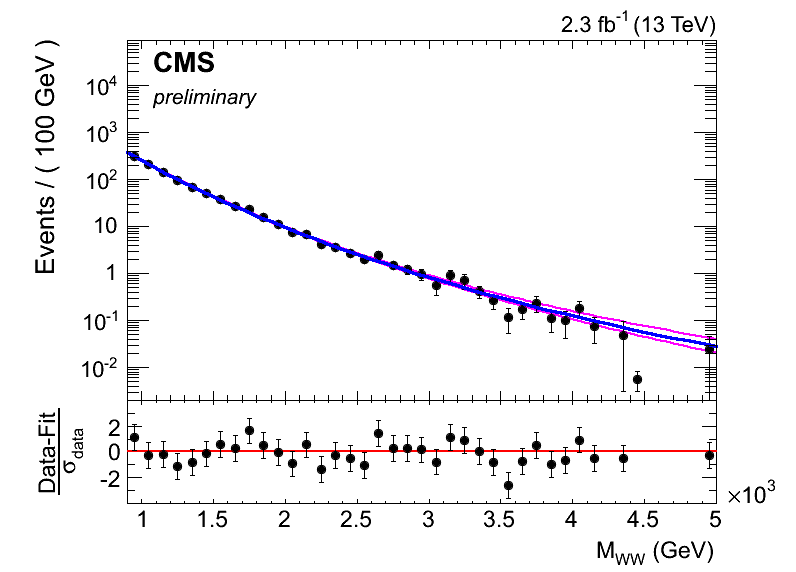 2.3 fb⁻¹ (13 TeV)
CMS
preliminary
Events / ( 100 GeV )
10⁴
10³
10²
10
1
10⁻¹
10⁻²
Data-Fit
σ_data
2
0
-2
1 1.5 2 2.5 3 3.5 4 4.5 5
×10³
M_WW (GeV)